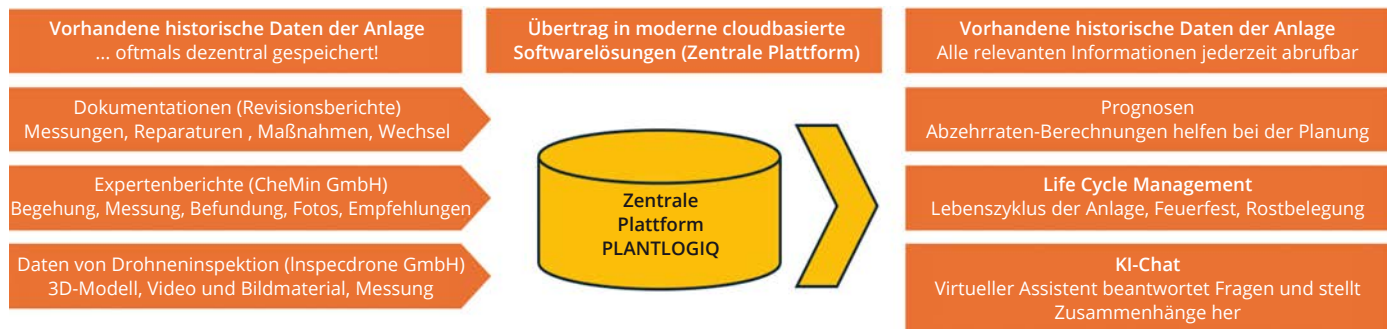 Vorhandene historische Daten der Anlage
... oftmals dezentral gespeichert!
Dokumentationen (Revisionsberichte)
Messungen, Reparaturen , Maßnahmen, Wechsel
Expertenberichte (CheMin GmbH)
Begehung, Messung, Befundung, Fotos, Empfehlungen
Daten von Drohneninspektion (Inspecdrone GmbH)
3D-Modell, Video und Bildmaterial, Messung
Übertrag in moderne cloudbasierte
Softwarelösungen (Zentrale Plattform)
Zentrale
Plattform
PLANTLOGIQ
Vorhandene historische Daten der Anlage
Alle relevanten Informationen jederzeit abrufbar
Prognosen
Abzehrraten-Berechnungen helfen bei der Planung
Life Cycle Management
Lebenszyklus der Anlage, Feuerfest, Rostbelegung
KI-Chat
Virtueller Assistent beantwortet Fragen und stellt
Zusammenhänge her